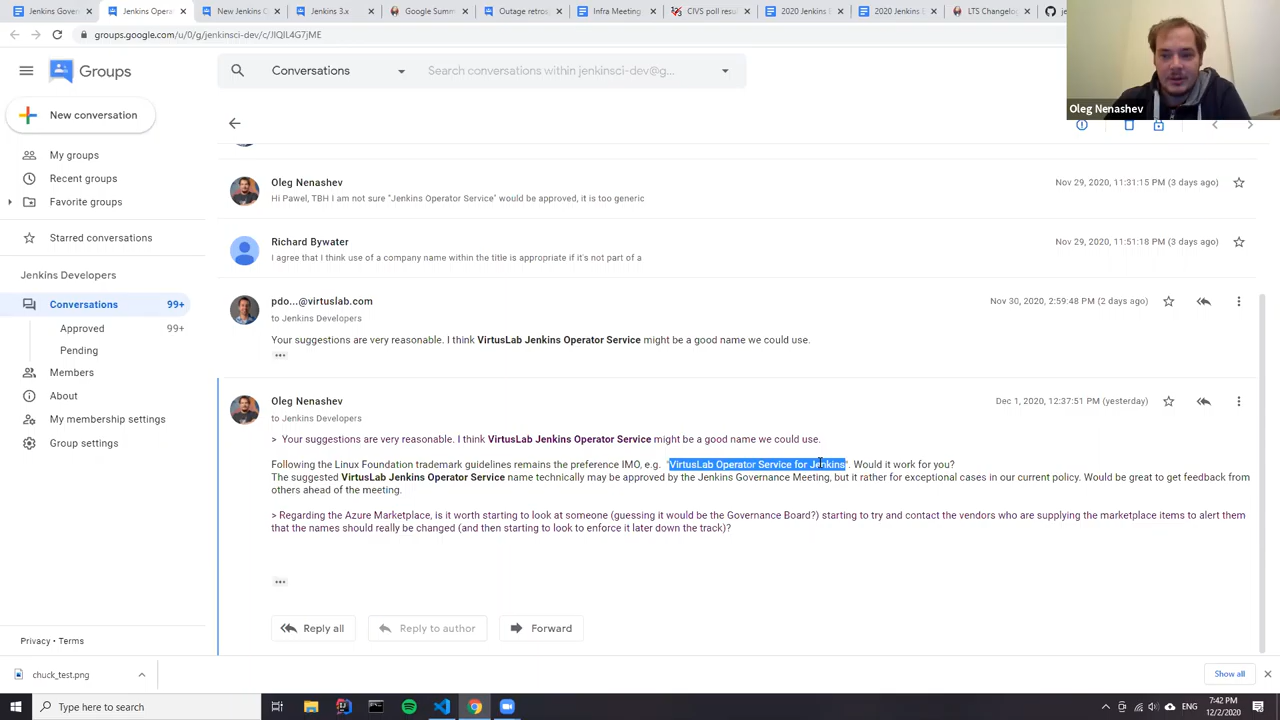 Jenkins Gover
Jenkins Operat
New Jenkins C
Jenkins 3.x
Google Summ
Outage retros
Infra Meeting
CIVS poll resu
2020 Jenkins E
2020 Jenkins E
LTS Changelog
je
groups.google.com/u/0/g/jenkinsci-dev/c/JIQIL4G7jME
Groups
Conversations
Search conversations within jenkinsci-dev@g...
Oleg Nenashev
New conversation
My groups
Recent groups
Favorite groups
Starred conversations
Jenkins Developers
Conversations 99+
Approved 99+
Pending
Members
About
My membership settings
Group settings
Privacy • Terms
Oleg Nenashev
Nov 29, 2020, 11:31:15 PM (3 days ago)
Hi Pawel, TBH I am not sure "Jenkins Operator Service" would be approved, it is too generic
Richard Bywater
Nov 29, 2020, 11:51:18 PM (3 days ago)
I agree that I think use of a company name within the title is appropriate if it's not part of a
pdo...@virtuslab.com
Nov 30, 2020, 2:59:48 PM (2 days ago)
to Jenkins Developers
Your suggestions are very reasonable. I think VirtusLab Jenkins Operator Service might be a good name we could use.
Oleg Nenashev
Dec 1, 2020, 12:37:51 PM (yesterday)
to Jenkins Developers
> Your suggestions are very reasonable. I think VirtusLab Jenkins Operator Service might be a good name we could use.
Following the Linux Foundation trademark guidelines remains the preference IMO, e.g. "VirtusLab Operator Service for Jenkins". Would it work for you?
The suggested VirtusLab Jenkins Operator Service name technically may be approved by the Jenkins Governance Meeting, but it rather for exceptional cases in our current policy. Would be great to get feedback from
others ahead of the meeting.
> Regarding the Azure Marketplace, is it worth starting to look at someone (guessing it would be the Governance Board?) starting to try and contact the vendors who are supplying the marketplace items to alert them
that the names should really be changed (and then starting to look to enforce it later down the track)?
Reply all
Reply to author
Forward
chuck_test.png
Show all
Type here to search
ENG
7:42 PM
12/2/2020